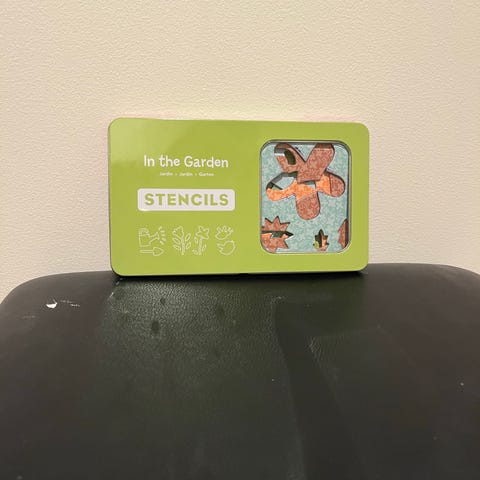 In the Garden
Jardin • Jardín • Garten
STENCILS